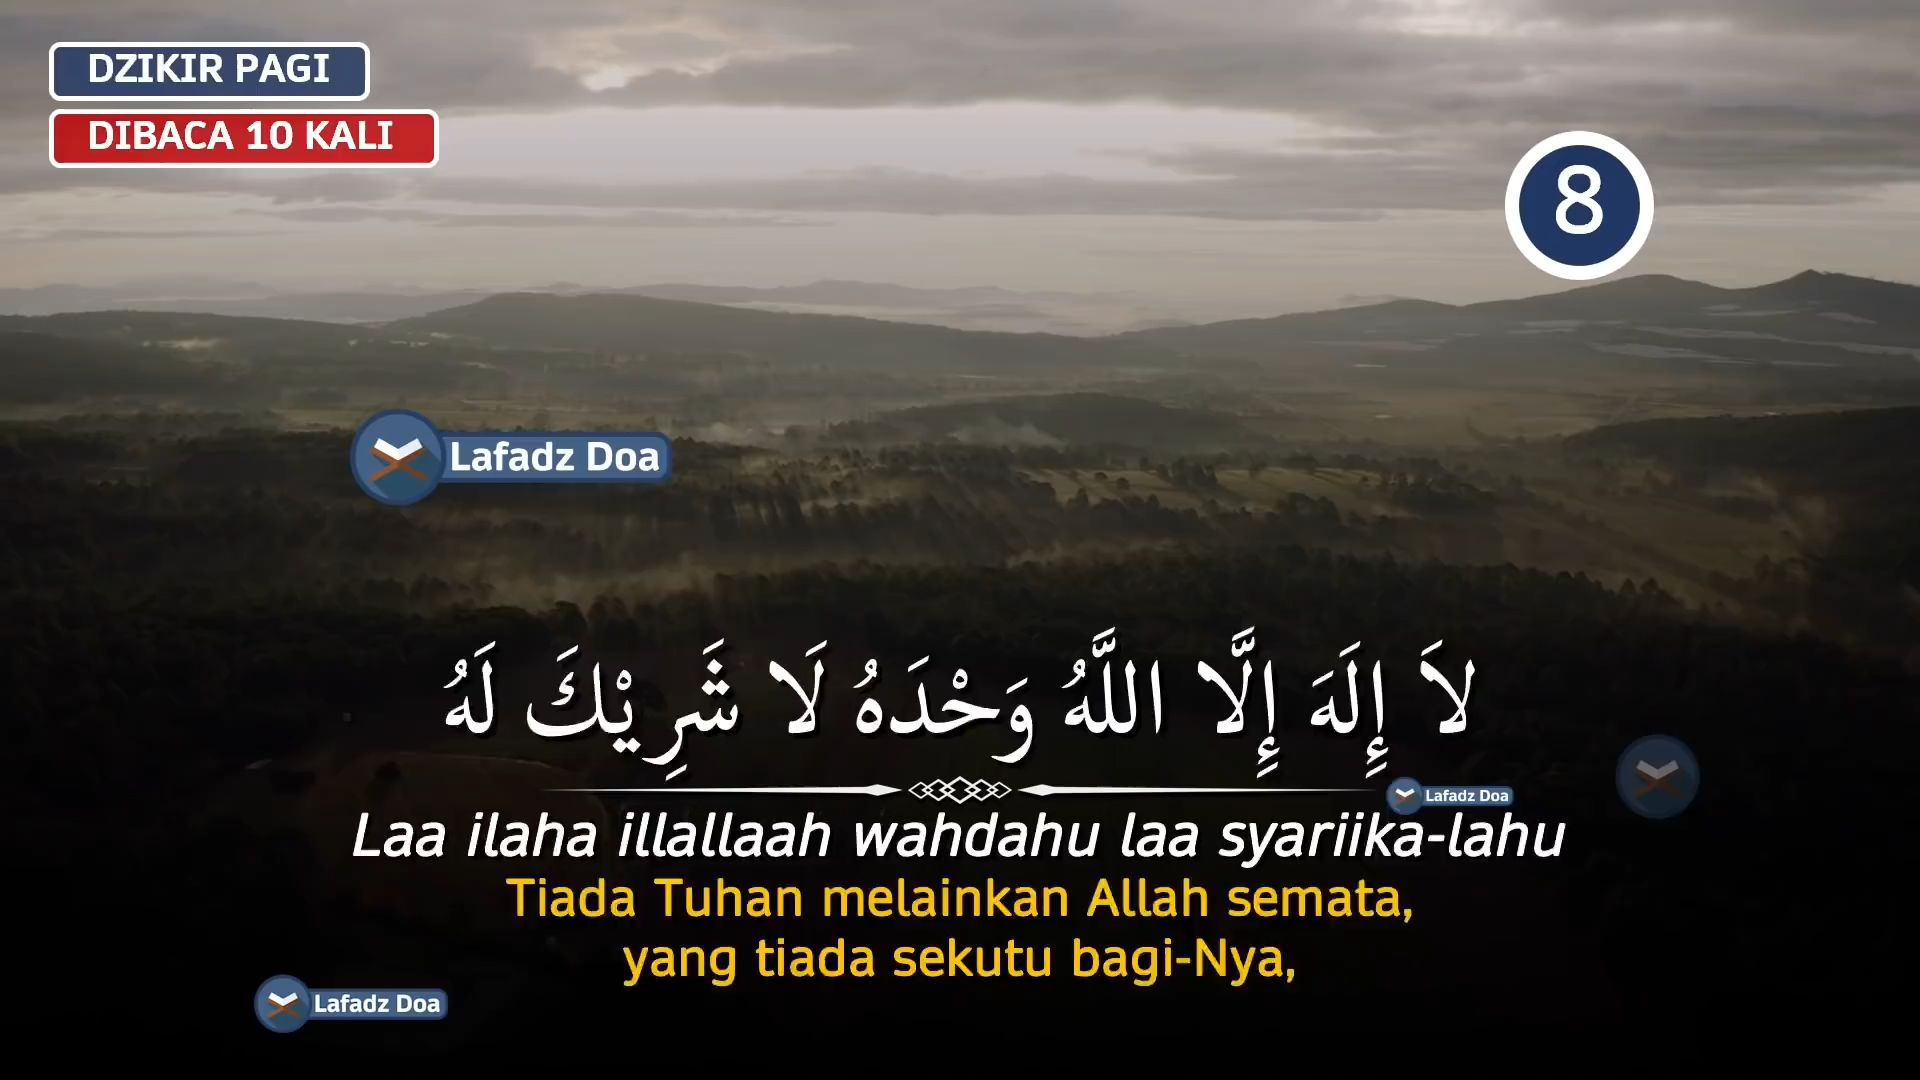 DZIKIR PAGI
DIBACA 10 KALI
8
Lafadz Doa
لاَ إِلَهَ إِلَّا اللَّهُ وَحْدَهُ لَا شَرِيْكَ لَهُ
Lafadz Doa
Laa ilaha illallaah wahdahu laa syariika-lahu
Tiada Tuhan melainkan Allah semata,
yang tiada sekutu bagi-Nya,
Lafadz Doa